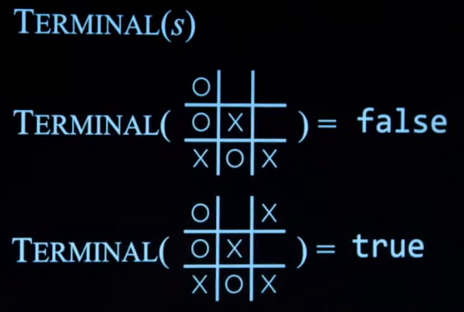 TERMINAL(s)
O
TERMINAL( O X ) = false
X O X
O X
TERMINAL( O X ) = true
X O X